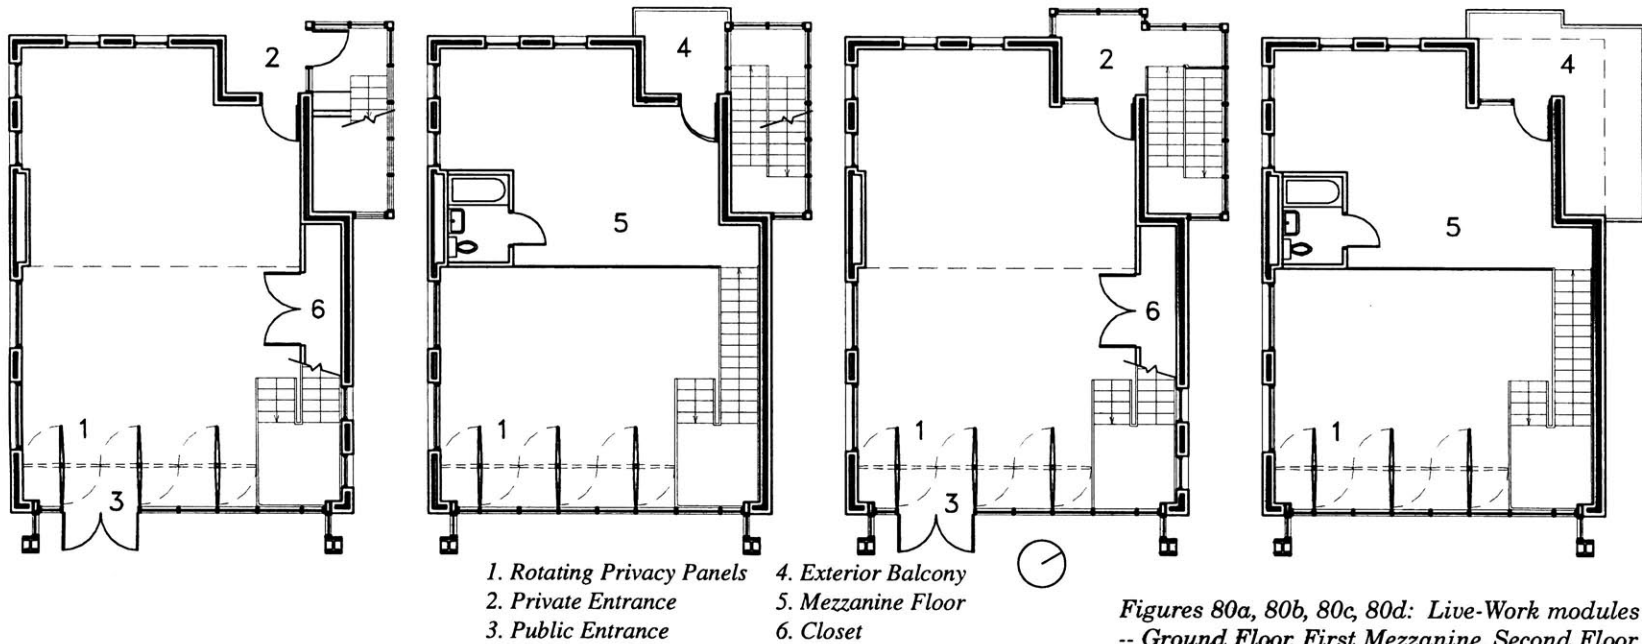 2 4 2 4
5 5
6 6
1 1 1 1
3 3
1. Rotating Privacy Panels 4. Exterior Balcony
2. Private Entrance 5. Mezzanine Floor
3. Public Entrance 6. Closet
Figures 80a, 80b, 80c, 80d: Live-Work modules
-- Ground Floor, First Mezzanine, Second Floor,